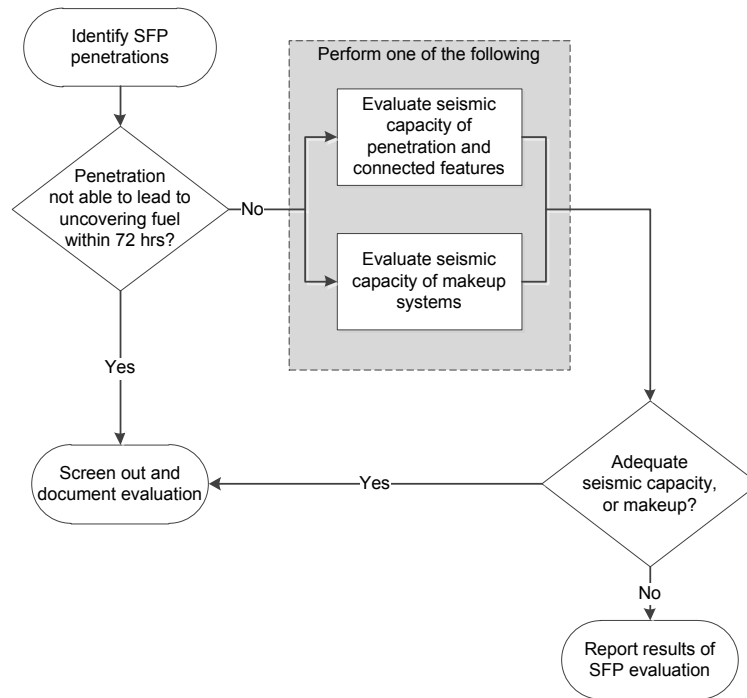 Identify SFP
penetrations
Perform one of the following
Evaluate seismic
capacity of
penetration and
connected features
Penetration
not able to lead to
uncovering fuel
within 72 hrs?
No
Evaluate seismic
capacity of makeup
systems
Yes
Screen out and
document evaluation
Yes
Adequate
seismic capacity,
or makeup?
No
Report results of
SFP evaluation